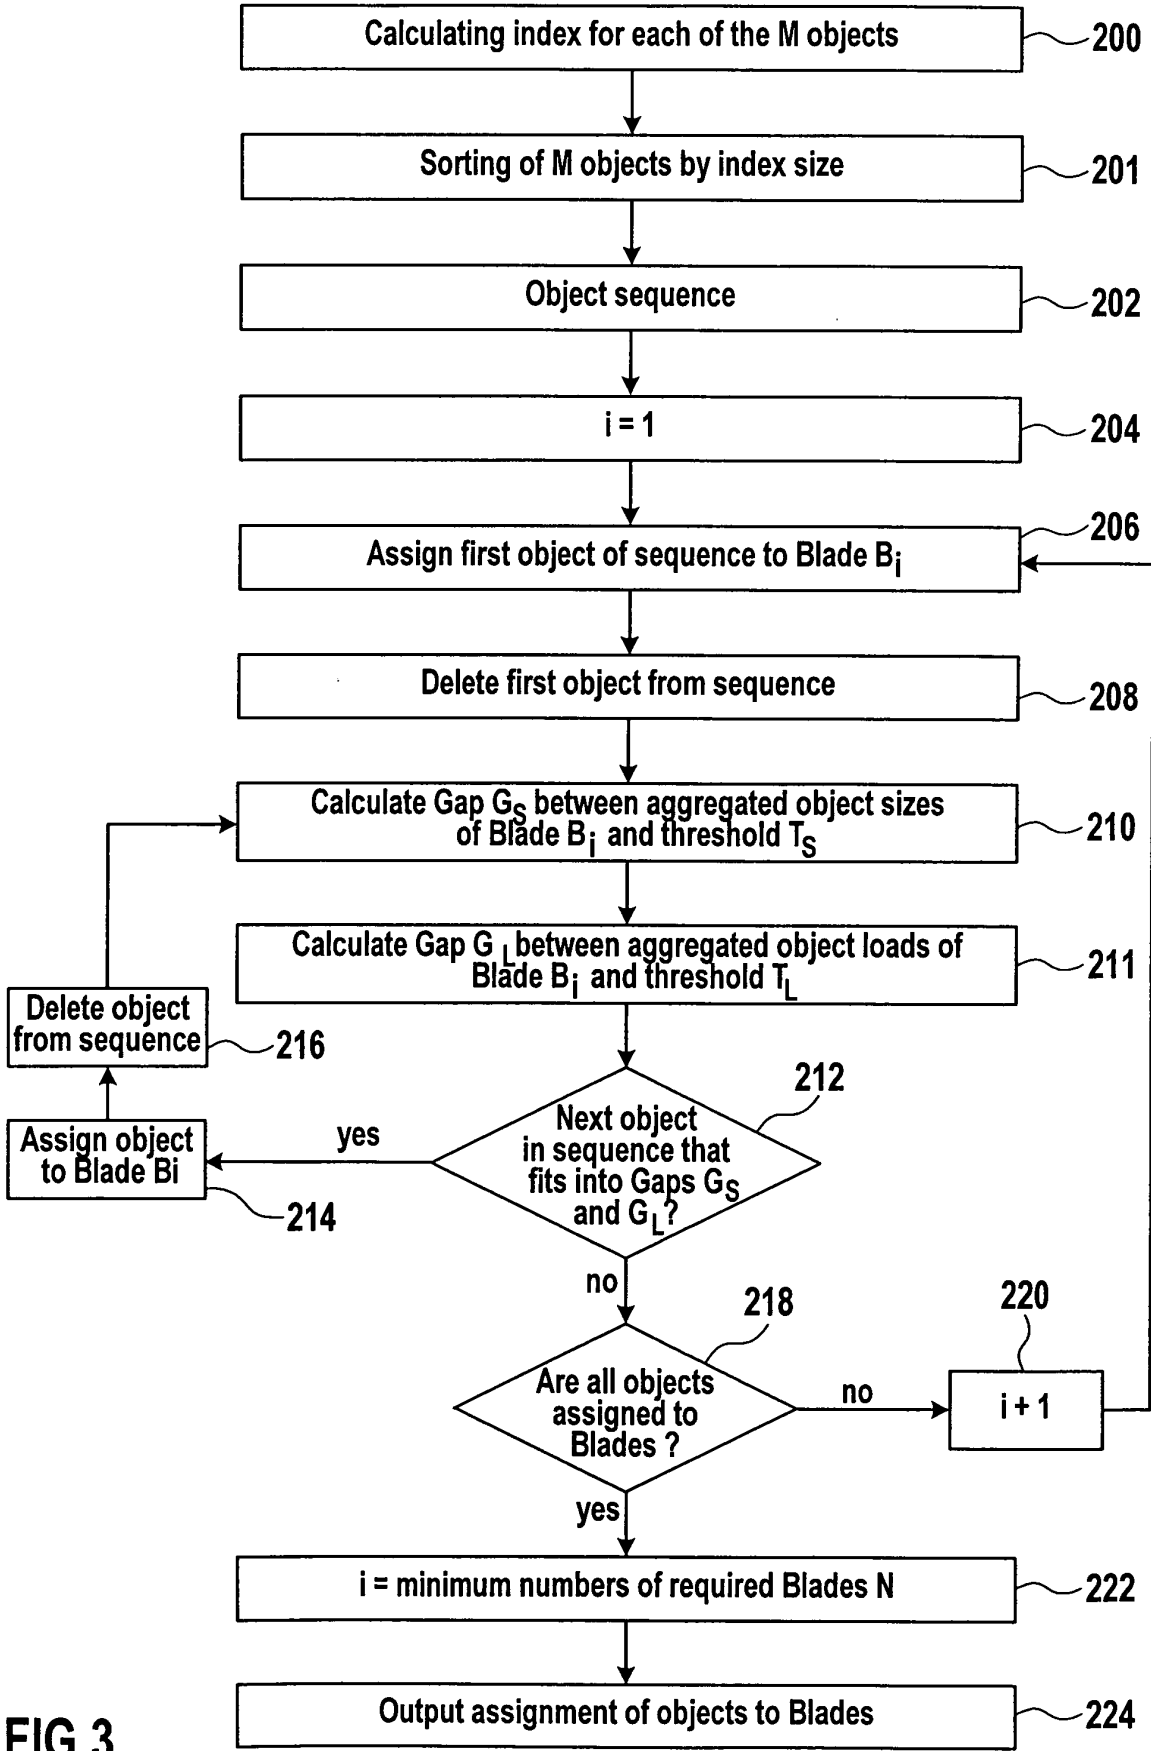 Calculating index for each of the M objects
200
Sorting of M objects by index size
201
Object sequence
202
i = 1
204
206
Assign first object of sequence to Blade Bi
Delete first object from sequence
208
Calculate Gap GS between aggregated object sizes
of Blade Bi and threshold TS
210
Calculate Gap GL between aggregated object loads of
Blade Bi and threshold TL
211
Delete object
from sequence
216
212
Next object
in sequence that
fits into Gaps GS
and GL?
yes
Assign object
to Blade Bi
214
no
218
220
Are all objects
assigned to
Blades ?
no
i + 1
yes
i = minimum numbers of required Blades N
222
Output assignment of objects to Blades
224
FIG 3